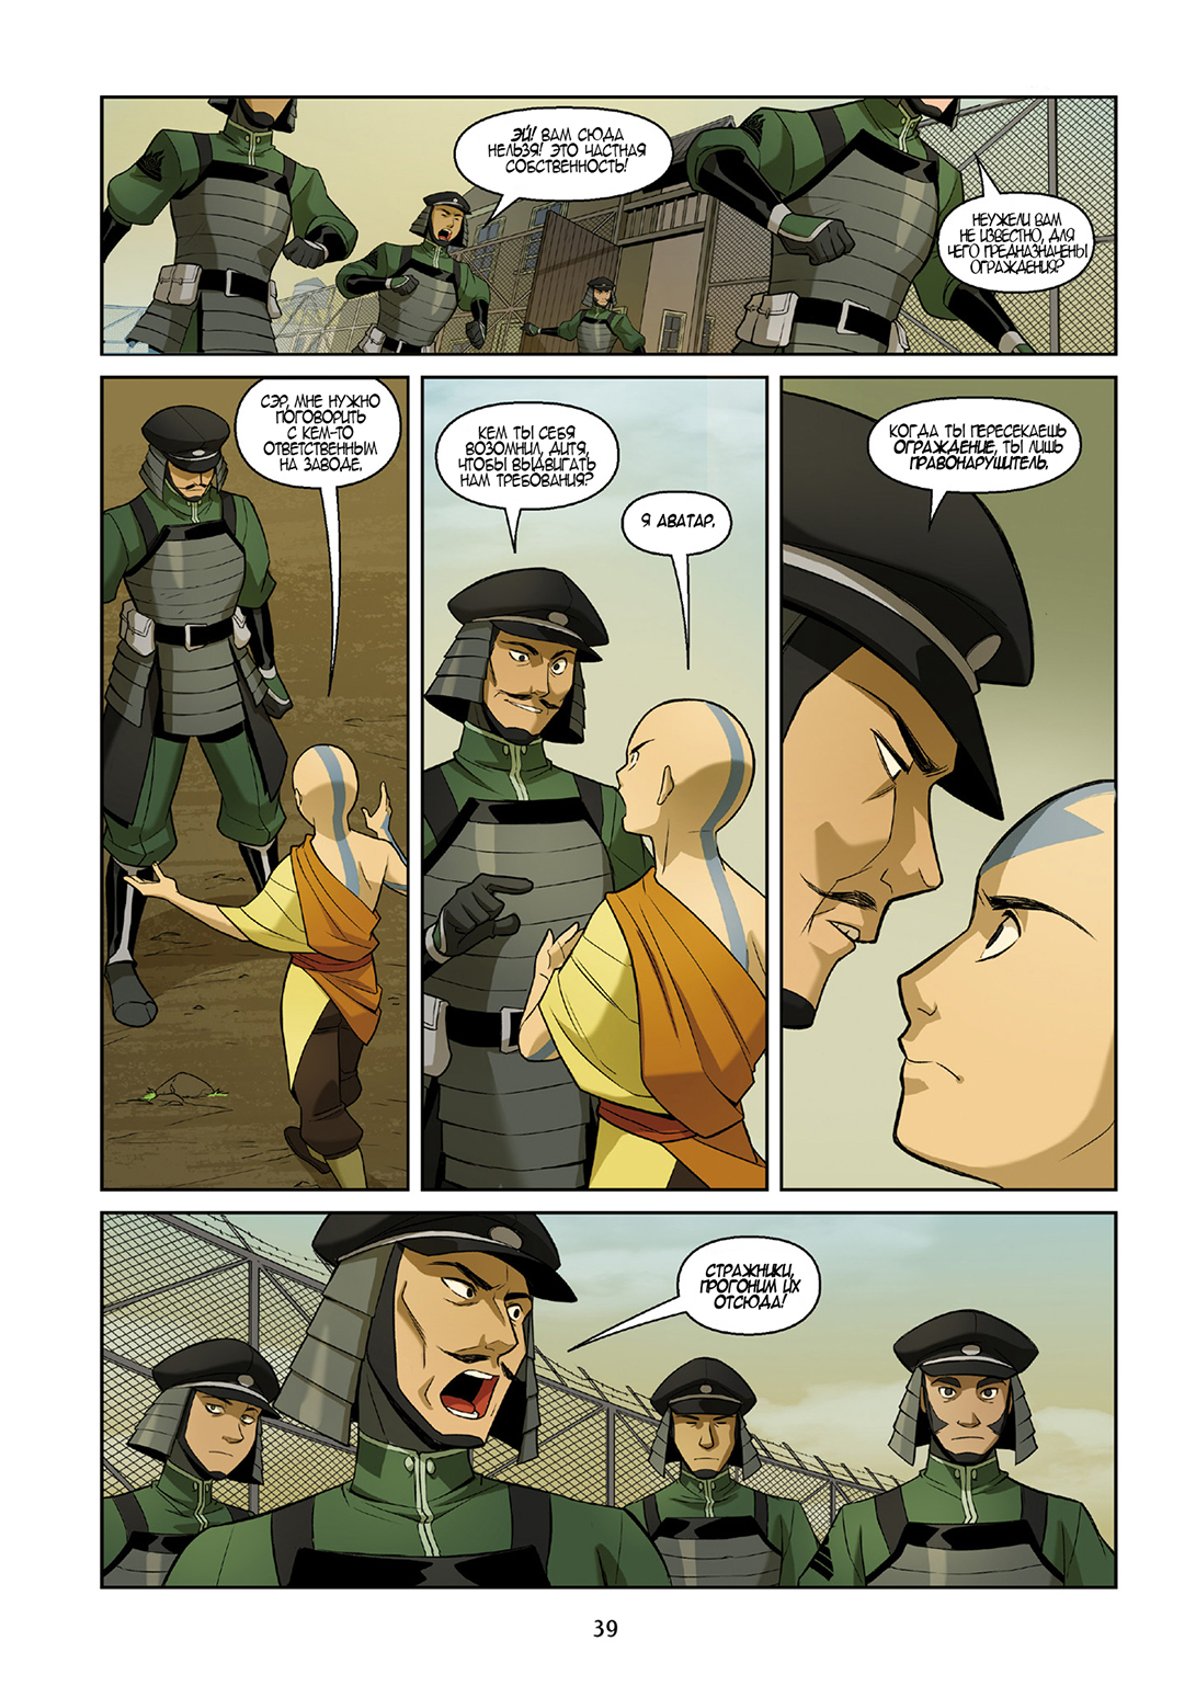 ЭЙ! ВАМ СЮДА
НЕЛЬЗЯ! ЭТО ЧАСТНАЯ
СОБСТВЕННОСТЬ!
НЕУЖЕЛИ ВАМ
НЕ ИЗВЕСТНО, ДЛЯ
ЧЕГО ПРЕДНАЗНАЧЕНЫ
ОГРАЖДЕНИЯ?
СЭР, МНЕ НУЖНО
ПОГОВОРИТЬ
С КЕМ-ТО
ОТВЕТСТВЕННЫМ
НА ЗАВОДЕ.
КЕМ ТЫ СЕБЯ
ВОЗОМНИЛ, ДИТЯ,
ЧТОБЫ ВЫДВИГАТЬ
НАМ ТРЕБОВАНИЯ?
Я АВАТАР.
КОГДА ТЫ ПЕРЕСЕКАЕШЬ
ОГРАЖДЕНИЕ, ТЫ ЛИШЬ
ПРАВОНАРУШИТЕЛЬ.
СТРАЖНИКИ,
ПРОГОНИМ ИХ
ОТСЮДА!
39